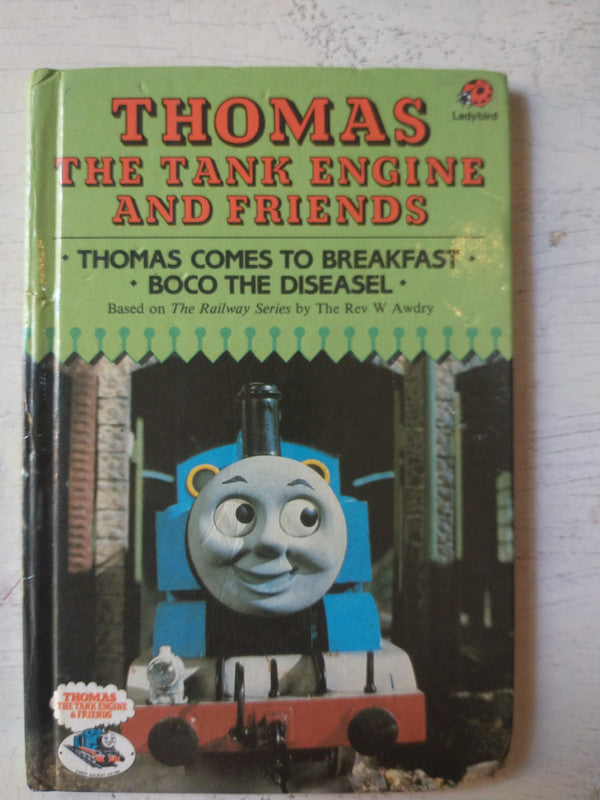 THOMAS
THE TANK ENGINE
AND FRIENDS
Ladybird
· THOMAS COMES TO BREAKFAST ·
· BOCO THE DISEASEL ·
Based on The Railway Series by The Rev W Awdry
THOMAS
THE TANK ENGINE
& FRIENDS